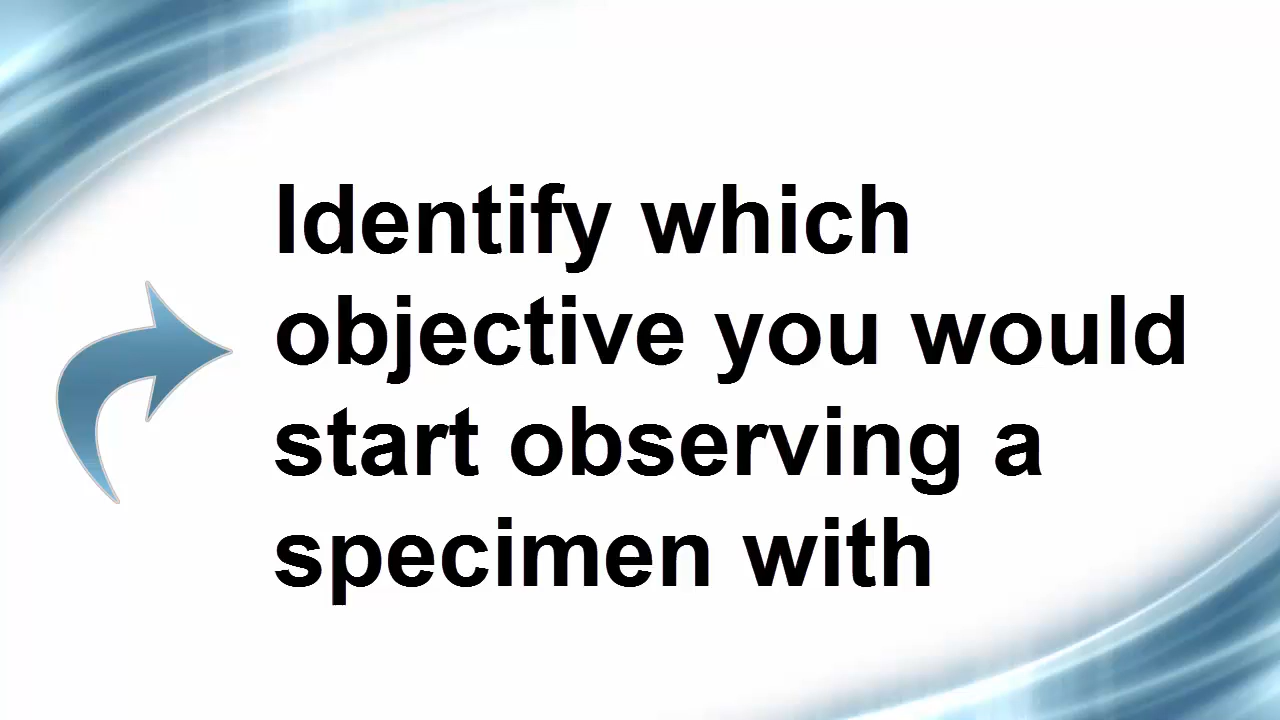 Identify which
objective you would
start observing a
specimen with